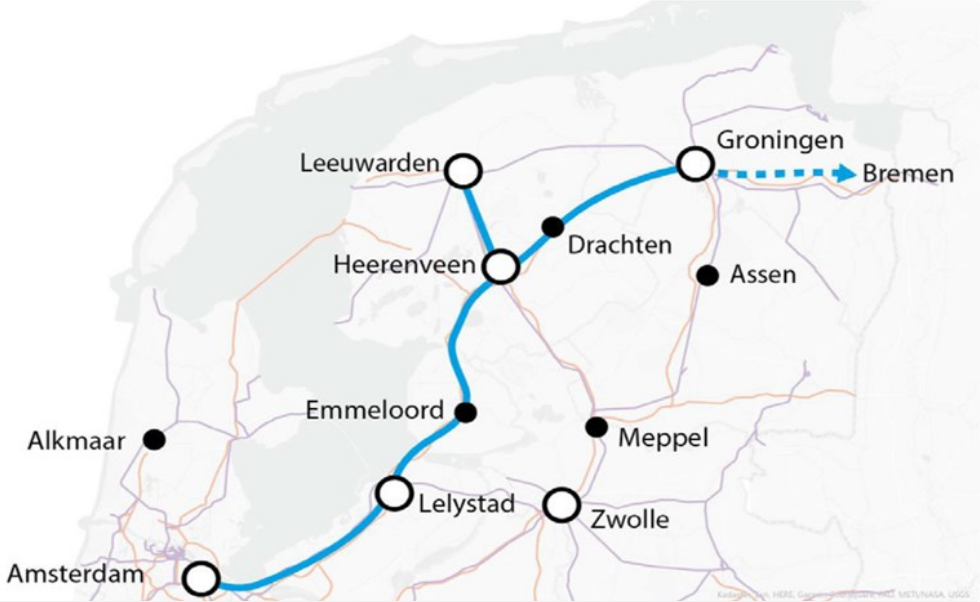 Groningen
Leeuwarden
Bremen
Drachten
Heerenveen
Assen
Emmeloord
Alkmaar
Meppel
Lelystad
Zwolle
Amsterdam